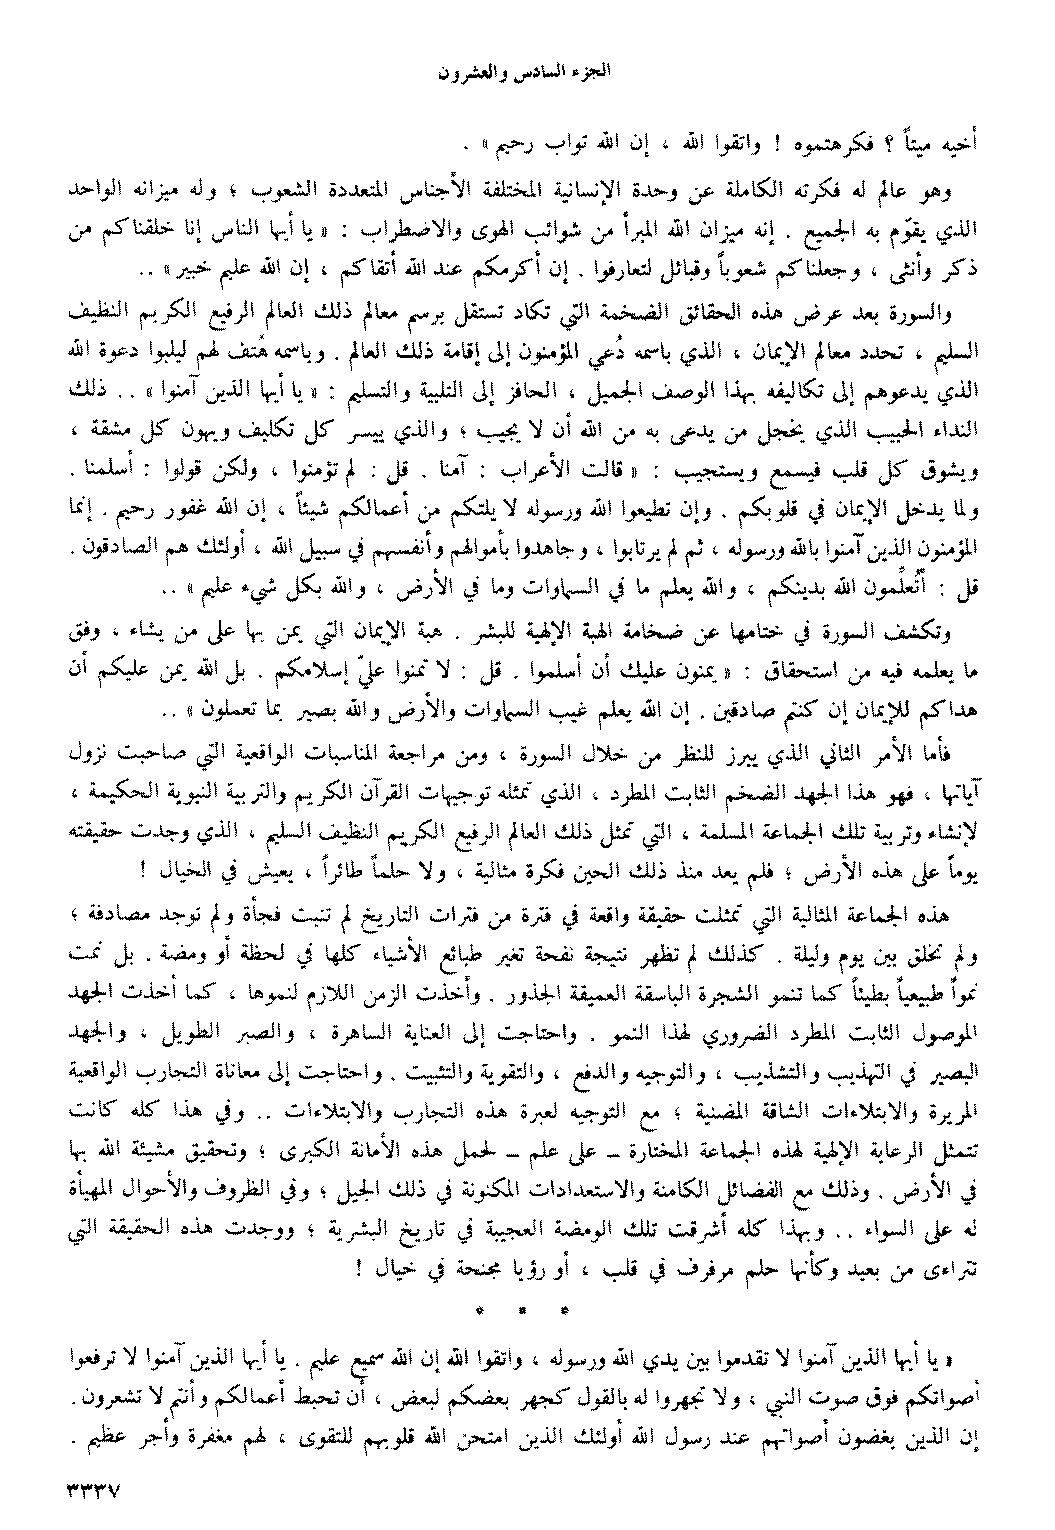 الجزء السادس والعشرون
أخيه ميتاً ؟ فكرهتموه ! واتقوا الله ، إن الله تواب رحيم » .
وهو عالم له فكرته الكاملة عن وحدة الإنسانية المختلفة الأجناس المتعددة الشعوب ؛ وله ميزانه الواحد
الذي يقوّم به الجميع . إنه ميزان الله المبرأ من شوائب الهوى والاضطراب : « يا أيها الناس إنا خلقناكم من
ذكر وأنثى ، وجعلناكم شعوباً وقبائل لتعارفوا . إن أكرمكم عند الله أتقاكم ، إن الله عليم خبير » ..
والسورة بعد عرض هذه الحقائق الضخمة التي تكاد تستقل برسم معالم ذلك العالم الرفيع الكريم النظيف
السليم ، تحدد معالم الإيمان ، الذي باسمه دُعي المؤمنون إلى إقامة ذلك العالم . وباسمه هُتف لهم ليلبوا دعوة الله
الذي يدعوهم إلى تكاليفه بهذا الوصف الجميل ، الحافز إلى التلبية والتسليم : « يا أيها الذين آمنوا » .. ذلك
النداء الحبيب الذي يخجل من يدعى به من الله أن لا يجيب ؛ والذي ييسر كل تكليف ويهون كل مشقة ،
ويشوق كل قلب فيسمع ويستجيب : « قالت الأعراب : آمنا . قل : لم تؤمنوا ، ولكن قولوا : أسلمنا .
ولما يدخل الإيمان في قلوبكم . وإن تطيعوا الله ورسوله لا يلتكم من أعمالكم شيئاً ، إن الله غفور رحيم . إنما
المؤمنون الذين آمنوا بالله ورسوله ، ثم لم يرتابوا ، وجاهدوا بأموالهم وأنفسهم في سبيل الله ، أولئك هم الصادقون .
قل : أتُعلِّمون الله بدينكم ، والله يعلم ما في السماوات وما في الأرض ، والله بكل شيء عليم » ..
وتكشف السورة في ختامها عن ضخامة الهبة الإلهية للبشر . هبة الإيمان التي يمن بها على من يشاء ، وفق
ما يعلمه فيه من استحقاق : « يمنون عليك أن أسلموا . قل : لا تمنوا عليّ إسلامكم . بل الله يمن عليكم أن
هداكم للإيمان إن كنتم صادقين . إن الله يعلم غيب السماوات والأرض والله بصير بما تعملون » ..
فأما الأمر الثاني الذي يبرز للنظر من خلال السورة ، ومن مراجعة المناسبات الواقعية التي صاحبت نزول
آياتها ، فهو هذا الجهد الضخم الثابت المطرد ، الذي تمثله توجيهات القرآن الكريم والتربية النبوية الحكيمة ،
لإنشاء وتربية تلك الجماعة المسلمة ، التي تمثل ذلك العالم الرفيع الكريم النظيف السليم ، الذي وجدت حقيقته
يوماً على هذه الأرض ؛ فلم يعد منذ ذلك الحين فكرة مثالية ، ولا حلماً طائراً ، يعيش في الخيال !
هذه الجماعة المثالية التي تمثلت حقيقة واقعة في فترة من فترات التاريخ لم تنبت فجأة ولم توجد مصادفة ؛
ولم تخلق بين يوم وليلة . كذلك لم تظهر نتيجة نفحة تغير طبائع الأشياء كلها في لحظة أو ومضة . بل نمت
نمواً طبيعياً بطيئاً كما تنمو الشجرة الباسقة العميقة الجذور . وأخذت الزمن اللازم لنموها ، كما أخذت الجهد
الموصول الثابت المطرد الضروري لهذا النمو . واحتاجت إلى العناية الساهرة ، والصبر الطويل ، والجهد
البصير في التهذيب والتشذيب ، والتوجيه والدفع ، والتقوية والتثبيت . واحتاجت إلى معاناة التجارب الواقعية
المريرة والابتلاءات الشاقة المضنية ؛ مع التوجيه لعبرة هذه التجارب والابتلاءات .. وفي هذا كله كانت
تتمثل الرعاية الإلهية لهذه الجماعة المختارة – على علم – لحمل هذه الأمانة الكبرى ؛ وتحقيق مشيئة الله بها
في الأرض . وذلك مع الفضائل الكامنة والاستعدادات المكنونة في ذلك الجيل ؛ وفي الظروف والأحوال المهيأة
له على السواء .. وبهذا كله أشرقت تلك الومضة العجيبة في تاريخ البشرية ؛ ووجدت هذه الحقيقة التي
تتراءى من بعيد وكأنها حلم مرفرف في قلب ، أو رؤيا مجنحة في خيال !
* * *
« يا أيها الذين آمنوا لا تقدموا بين يدي الله ورسوله ، واتقوا الله إن الله سميع عليم . يا أيها الذين آمنوا لا ترفعوا
أصواتكم فوق صوت النبي ، ولا تجهروا له بالقول كجهر بعضكم لبعض ، أن تحبط أعمالكم وأنتم لا تشعرون .
إن الذين يغضون أصواتهم عند رسول الله أولئك الذين امتحن الله قلوبهم للتقوى ، لهم مغفرة وأجر عظيم .
٣٣٣٧